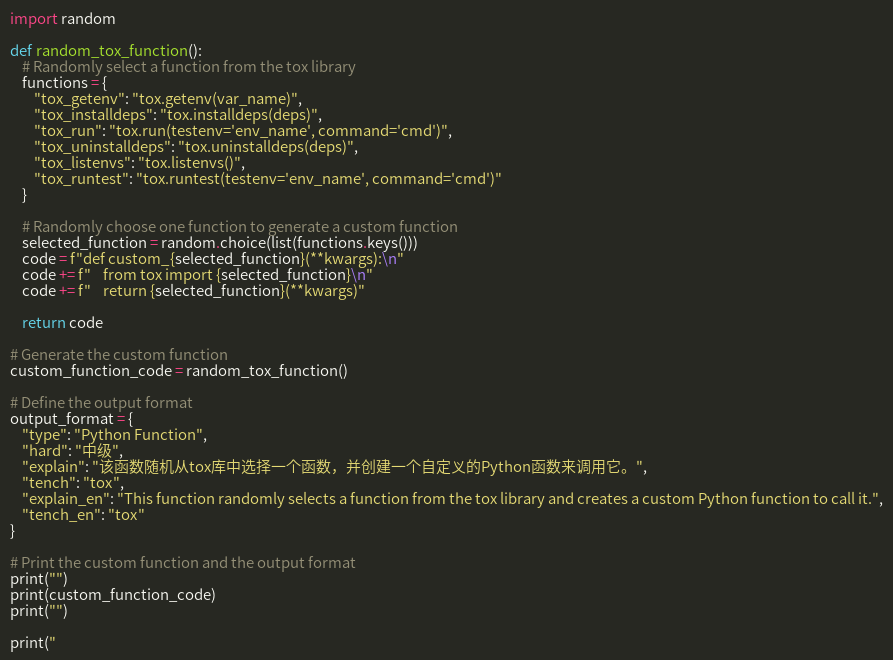 import random

def random_tox_function():
    # Randomly select a function from the tox library
    functions = {
        "tox_getenv": "tox.getenv(var_name)",
        "tox_installdeps": "tox.installdeps(deps)",
        "tox_run": "tox.run(testenv='env_name', command='cmd')",
        "tox_uninstalldeps": "tox.uninstalldeps(deps)",
        "tox_listenvs": "tox.listenvs()",
        "tox_runtest": "tox.runtest(testenv='env_name', command='cmd')"
    }

    # Randomly choose one function to generate a custom function
    selected_function = random.choice(list(functions.keys()))
    code = f"def custom_{selected_function}(**kwargs):\n"
    code += f"    from tox import {selected_function}\n"
    code += f"    return {selected_function}(**kwargs)"

    return code

# Generate the custom function
custom_function_code = random_tox_function()

# Define the output format
output_format = {
    "type": "Python Function",
    "hard": "中级",
    "explain": "该函数随机从tox库中选择一个函数，并创建一个自定义的Python函数来调用它。",
    "tench": "tox",
    "explain_en": "This function randomly selects a function from the tox library and creates a custom Python function to call it.",
    "tench_en": "tox"
}

# Print the custom function and the output format
print("")
print(custom_function_code)
print("")

print("